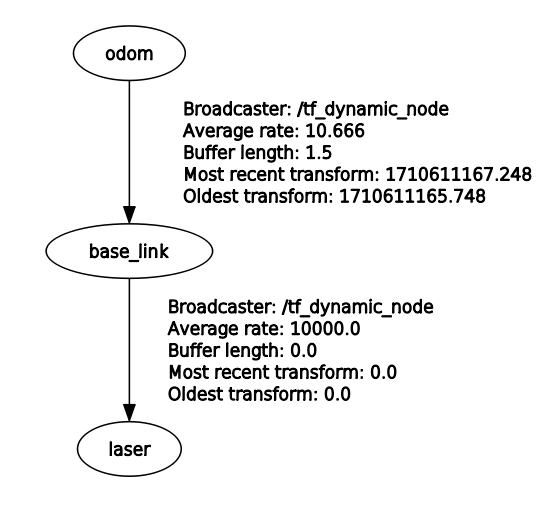 odom
Broadcaster: /tf_dynamic_node
Average rate: 10.666
Buffer length: 1.5
Most recent transform: 1710611167.248
Oldest transform: 1710611165.748
base_link
Broadcaster: /tf_dynamic_node
Average rate: 10000.0
Buffer length: 0.0
Most recent transform: 0.0
Oldest transform: 0.0
laser